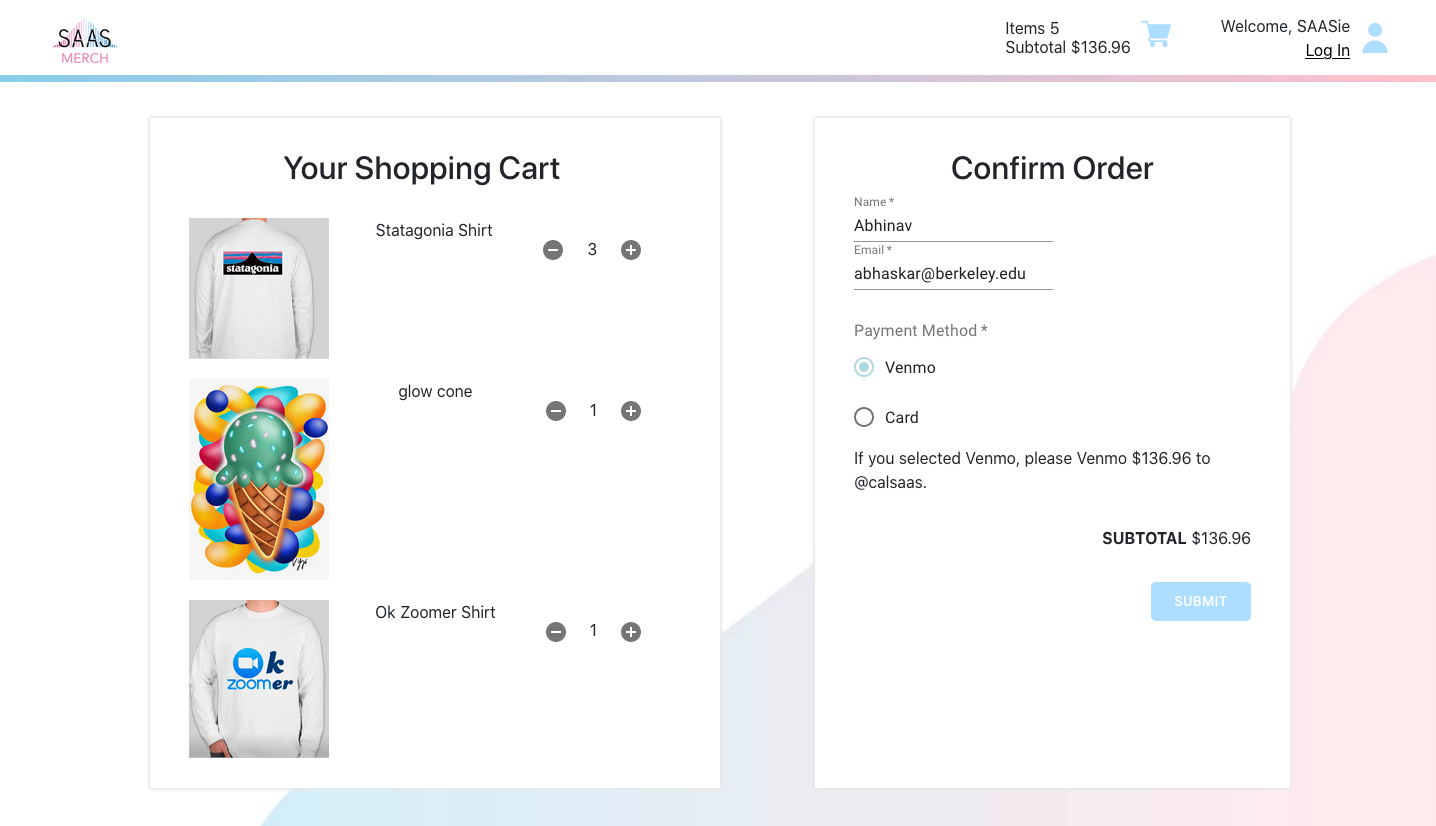 SAAS
MERCH
Items 5
Subtotal $136.96
Welcome, SAASie
Log In
Your Shopping Cart
statagonia
Statagonia Shirt
3
glow cone
1
Ok
zoomer
Ok Zoomer Shirt
1
Confirm Order
Name *
Abhinav
Email *
abhaskar@berkeley.edu
Payment Method *
Venmo
Card
If you selected Venmo, please Venmo $136.96 to
@calsaas.
SUBTOTAL $136.96
SUBMIT